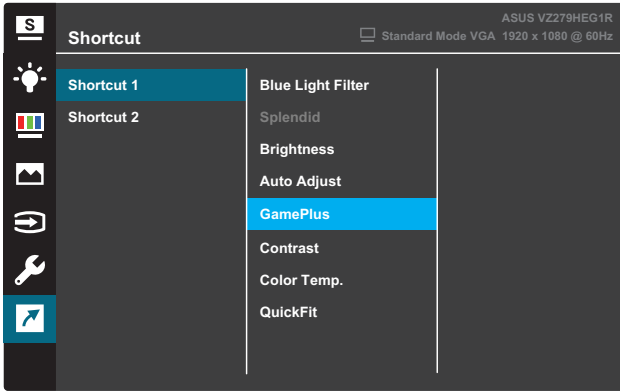 S
ASUS VZ279HEG1R
Shortcut
Standard Mode VGA 1920 x 1080 @ 60Hz
Shortcut 1
Shortcut 2
Blue Light Filter
Splendid
Brightness
Auto Adjust
GamePlus
Contrast
Color Temp.
QuickFit